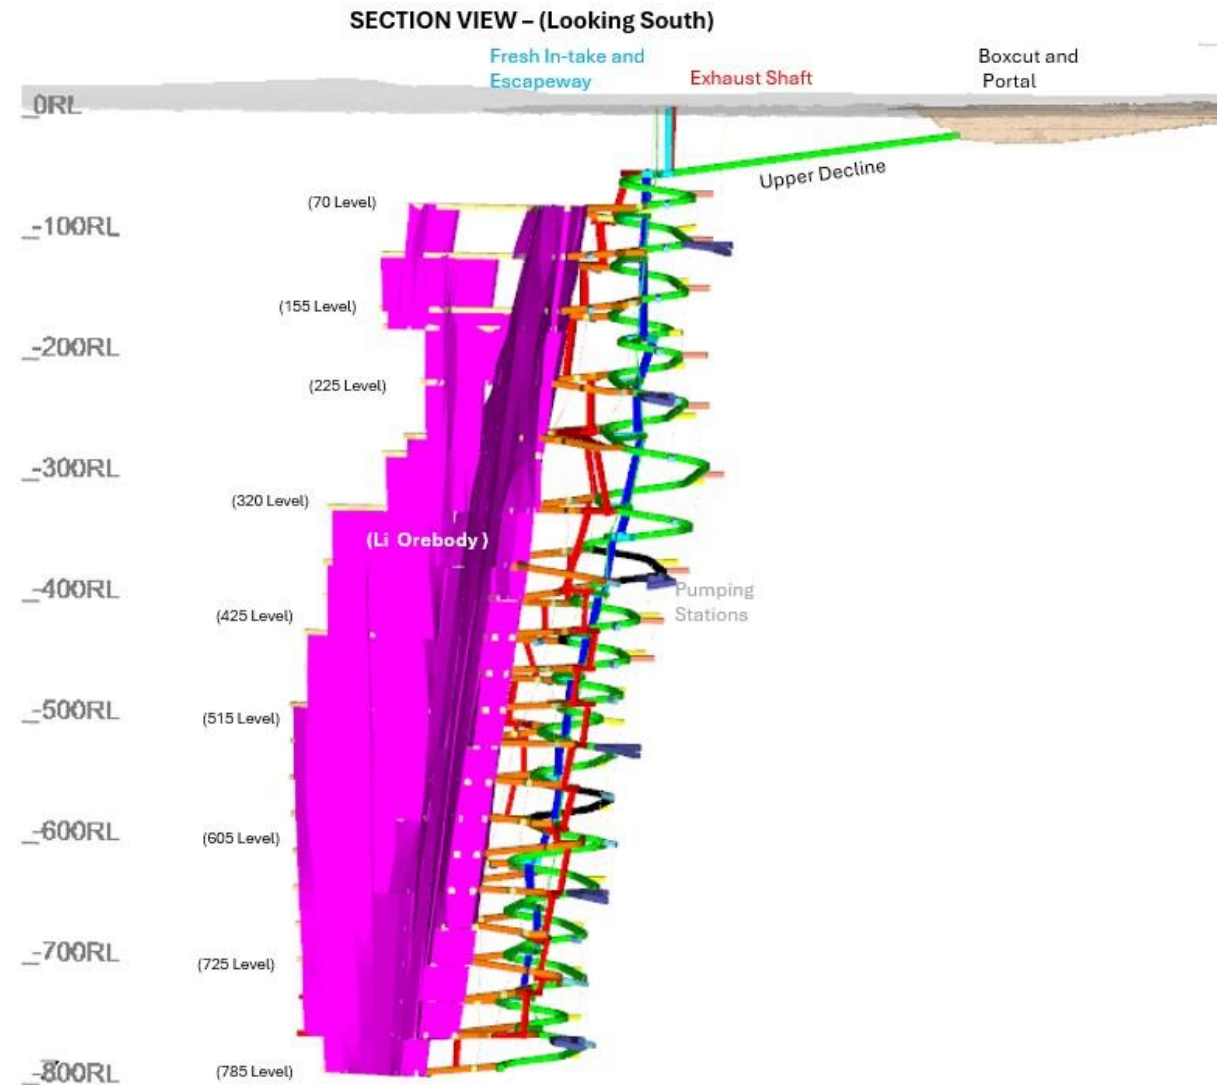 SECTION VIEW – (Looking South)
Fresh In-take and
Escapeway
Exhaust Shaft
Boxcut and
Portal
_0RL
Upper Decline
(70 Level)
_-100RL
(155 Level)
_-200RL
(225 Level)
_-300RL
(320 Level)
(Li Orebody )
_-400RL
Pumping
Stations
(425 Level)
_-500RL
(515 Level)
_-600RL
(605 Level)
_-700RL
(725 Level)
_-800RL
(785 Level)